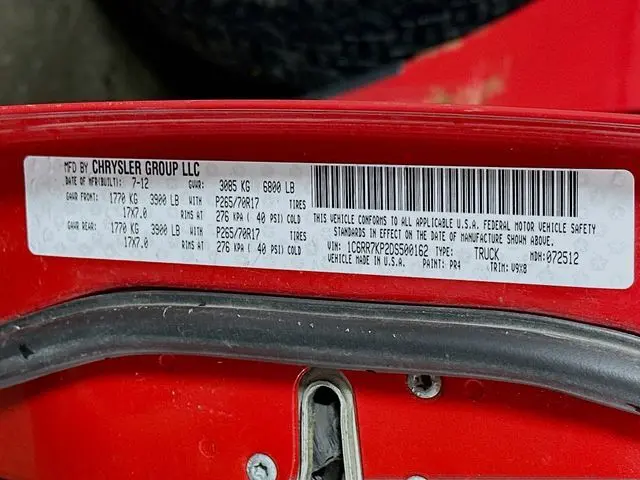 MFD BY CHRYSLER GROUP LLC
DATE OF MFR(BUILT): 7-12 GVWR: 3085 KG 6800 LB
GAWR FRONT: 1770 KG 3900 LB WITH P265/70R17 TIRES
17X7.0 RIMS AT 276 KPA ( 40 PSI) COLD
GAWR REAR: 1770 KG 3900 LB WITH P265/70R17 TIRES
17X7.0 RIMS AT 276 KPA ( 40 PSI) COLD
THIS VEHICLE CONFORMS TO ALL APPLICABLE U.S.A. FEDERAL MOTOR VEHICLE SAFETY
STANDARDS IN EFFECT ON THE DATE OF MANUFACTURE SHOWN ABOVE.
VIN: 1C6RR7KP2DS500162 TYPE: TRUCK MDH:072512
VEHICLE MADE IN U.S.A. PAINT: PR4 TRIM: V9X8